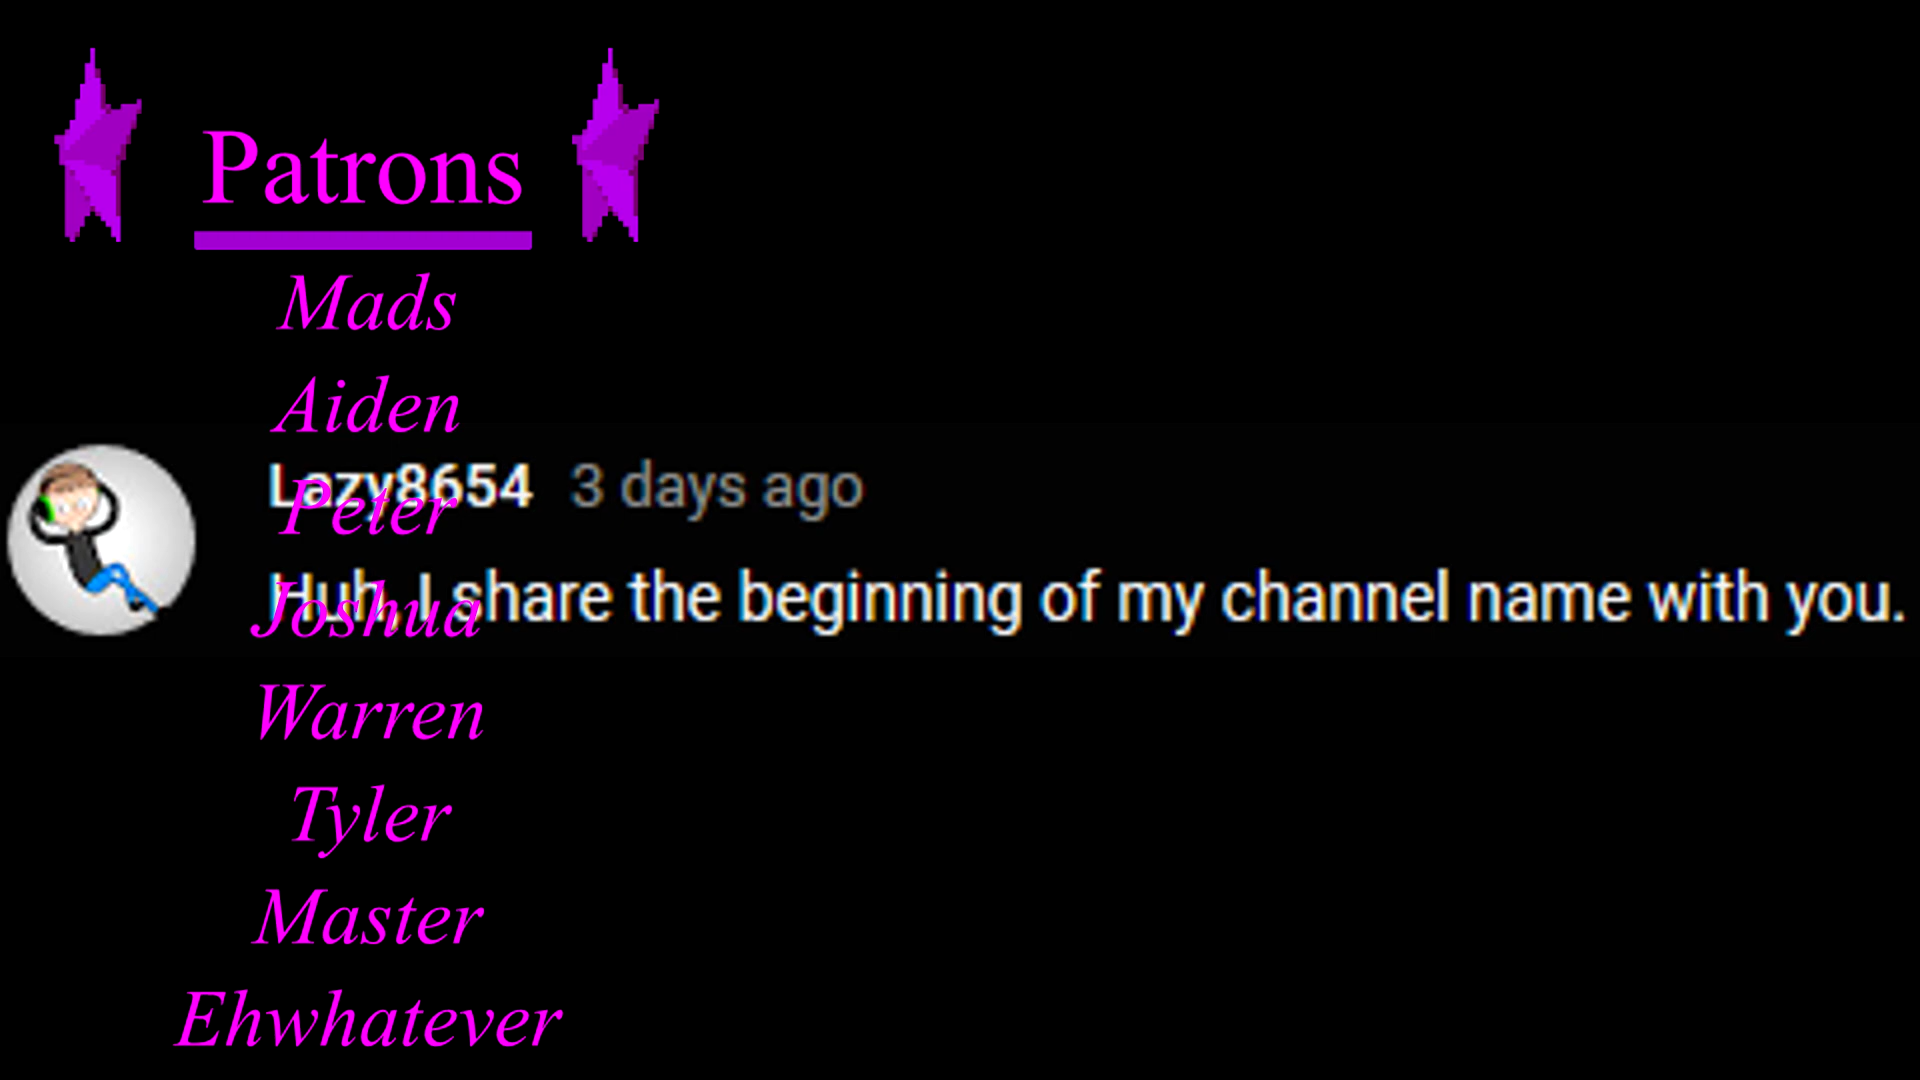 Patrons
Mads
Aiden
Lazy8654 3 days ago
Peter
Huh, I share the beginning of my channel name with you.
Joshua
Warren
Tyler
Master
Ehwhatever